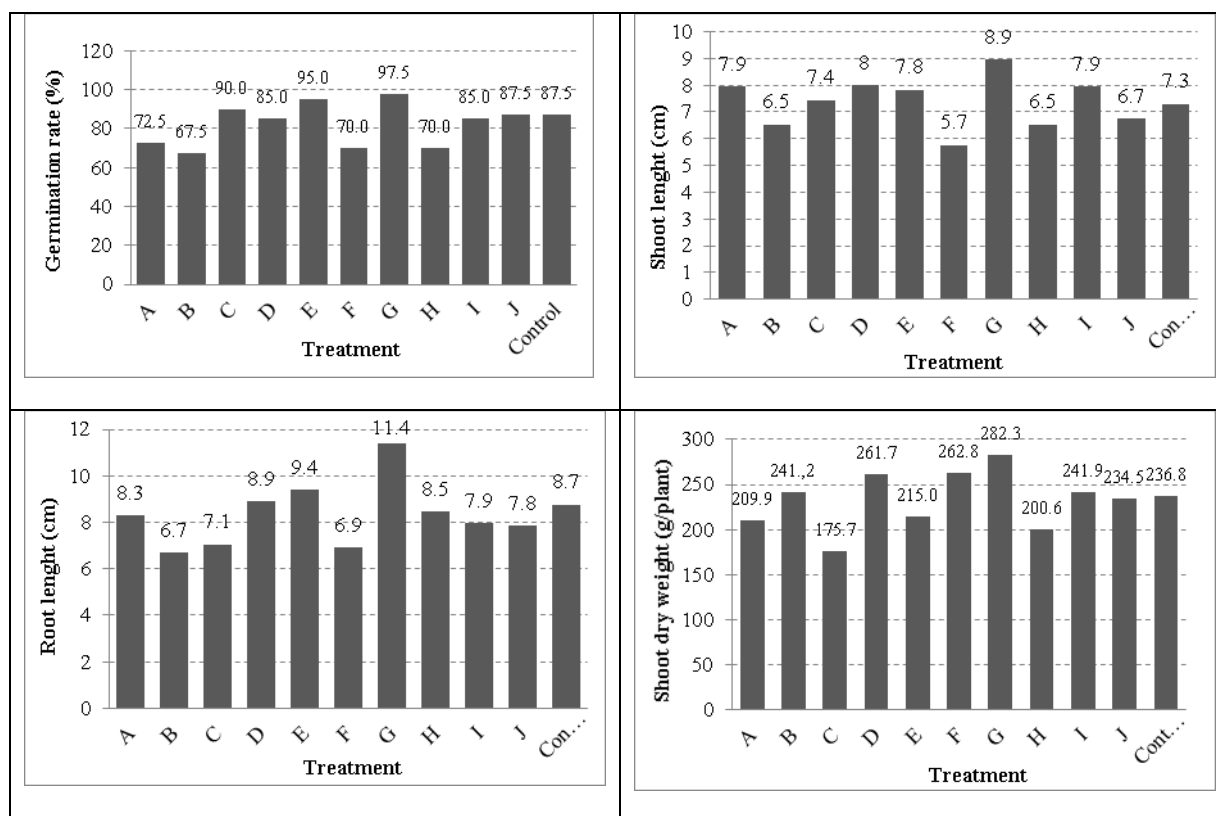 Germination rate (%)
120
100
80
60
40
20
0
72.5
67.5
90.0
85.0
95.0
70.0
97.5
70.0
85.0
87.5
87.5
A
B
C
D
E
F
G
H
I
J
Control
Treatment
Shoot lenght (cm)
10
9
8
7
6
5
4
3
2
1
0
7.9
6.5
7.4
8
7.8
5.7
8.9
6.5
7.9
6.7
7.3
A
B
C
D
E
F
G
H
I
J
Con…
Treatment
Root lenght (cm)
12
10
8
6
4
2
0
8.3
6.7
7.1
8.9
9.4
6.9
11.4
8.5
7.9
7.8
8.7
A
B
C
D
E
F
G
H
I
J
Con…
Treatment
Shoot dry weight (g/plant)
300
250
200
150
100
50
0
209.9
241.,2
175.7
261.7
215.0
262.8
282.3
200.6
241.9
234.5
236.8
A
B
C
D
E
F
G
H
I
J
Cont…
Treatment